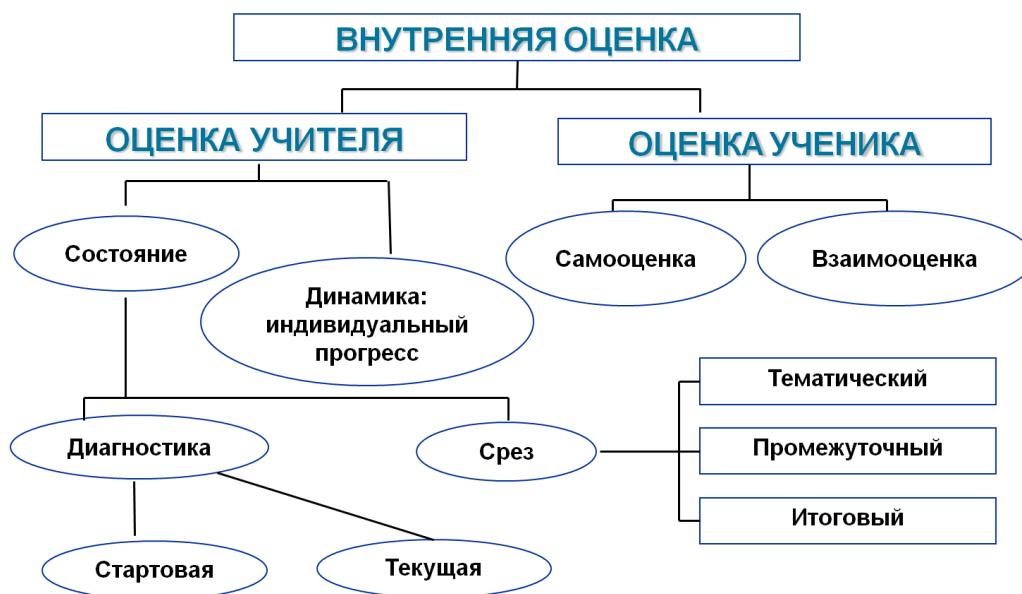 ВНУТРЕННЯЯ ОЦЕНКА
ОЦЕНКА УЧИТЕЛЯ
ОЦЕНКА УЧЕНИКА
Состояние
Самооценка
Взаимооценка
Динамика:
индивидуальный
прогресс
Тематический
Диагностика
Срез
Промежуточный
Итоговый
Стартовая
Текущая